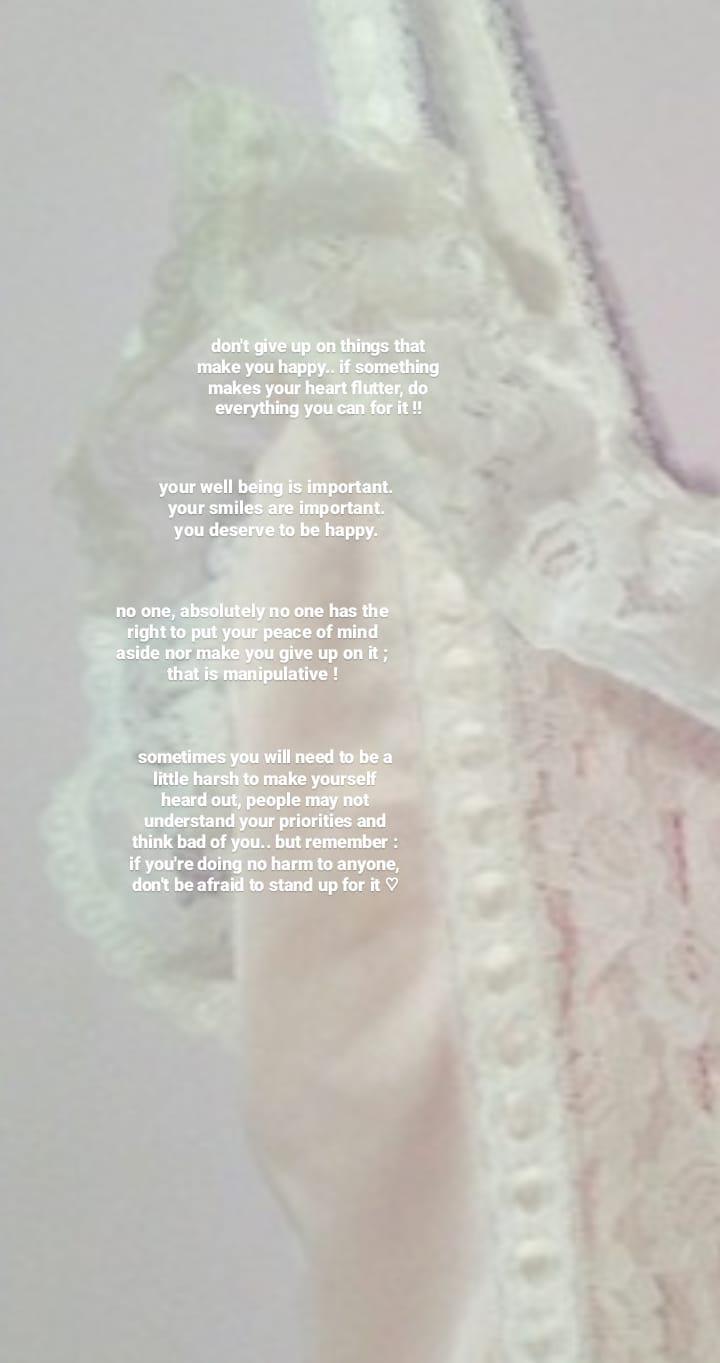 don't give up on things that
make you happy.. if something
makes your heart flutter, do
everything you can for it !!
your well being is important.
your smiles are important.
you deserve to be happy.
no one, absolutely no one has the
right to put your peace of mind
aside nor make you give up on it ;
that is manipulative !
sometimes you will need to be a
little harsh to make yourself
heard out, people may not
understand your priorities and
think bad of you.. but remember :
if you're doing no harm to anyone,
don't be afraid to stand up for it ♡